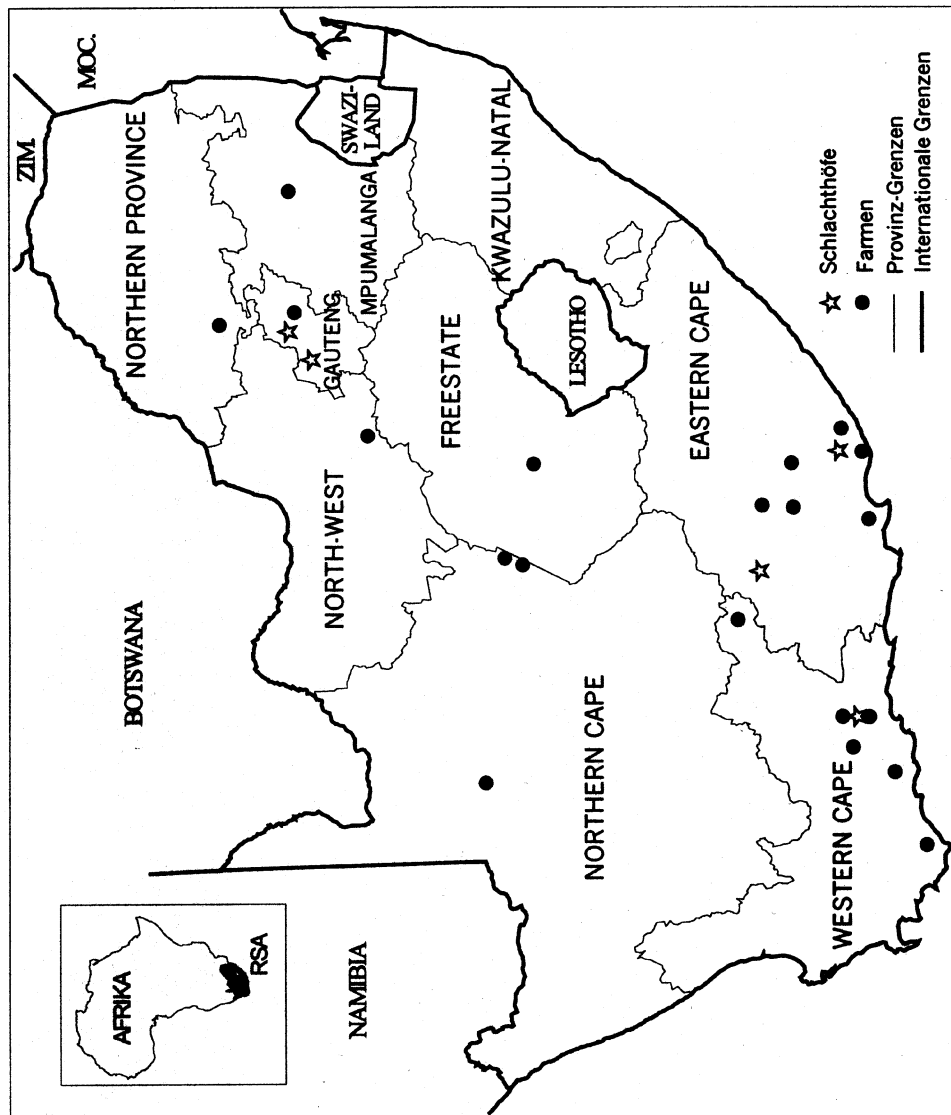 AFRIKA
RSA
NAMIBIA
BOTSWANA
ZIM.
MOC.
NORTHERN PROVINCE
NORTH-WEST
GAUTENG
MPUMALANGA
SWAZI-
LAND
FREESTATE
KWAZULU-NATAL
LESOTHO
NORTHERN CAPE
EASTERN CAPE
WESTERN CAPE
Schlachthöfe
Farmen
Provinz-Grenzen
Internationale Grenzen